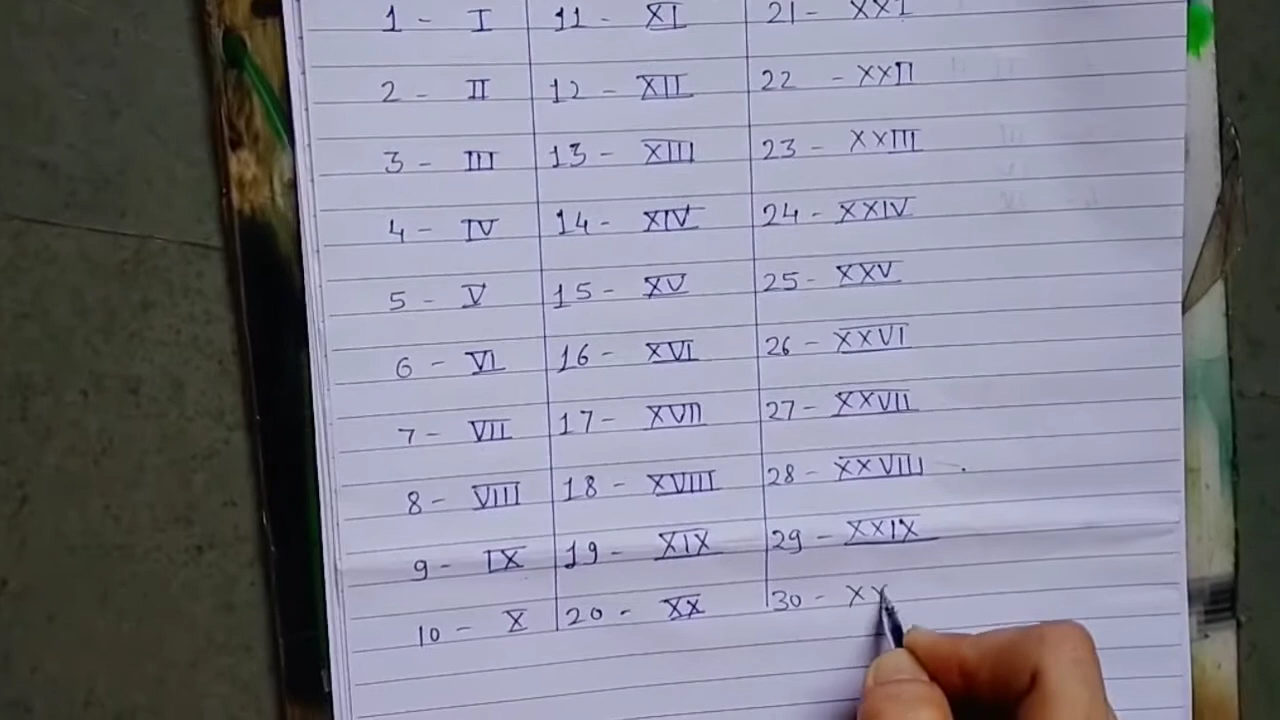 1 - I 11 - XI 21 - XXI
2 - II 12 - XII 22 - XXII
3 - III 13 - XIII 23 - XXIII
4 - IV 14 - XIV 24 - XXIV
5 - V 15 - XV 25 - XXV
6 - VI 16 - XVI 26 - XXVI
7 - VII 17 - XVII 27 - XXVII
8 - VIII 18 - XVIII 28 - XXVIII
9 - IX 19 - XIX 29 - XXIX
10 - X 20 - XX 30 - XX